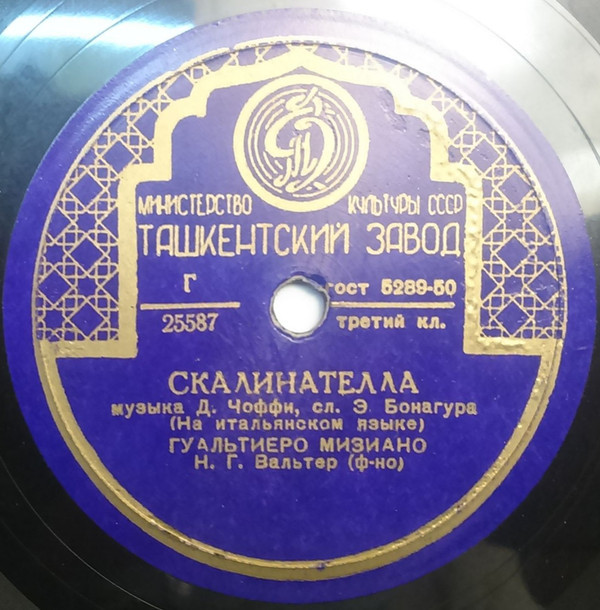 МИНИСТЕРСТВО КУЛЬТУРЫ СССР
ТАШКЕНТСКИЙ ЗАВОД
Г ГОСТ 5289-50
25587 третий кл.
СКАЛИНАТЕЛЛА
музыка Д. Чоффи, сл. Э Бонагура
(На итальянском языке)
ГУАЛЬТИЕРО МИЗИАНО
Н. Г. Вальтер (ф-но)